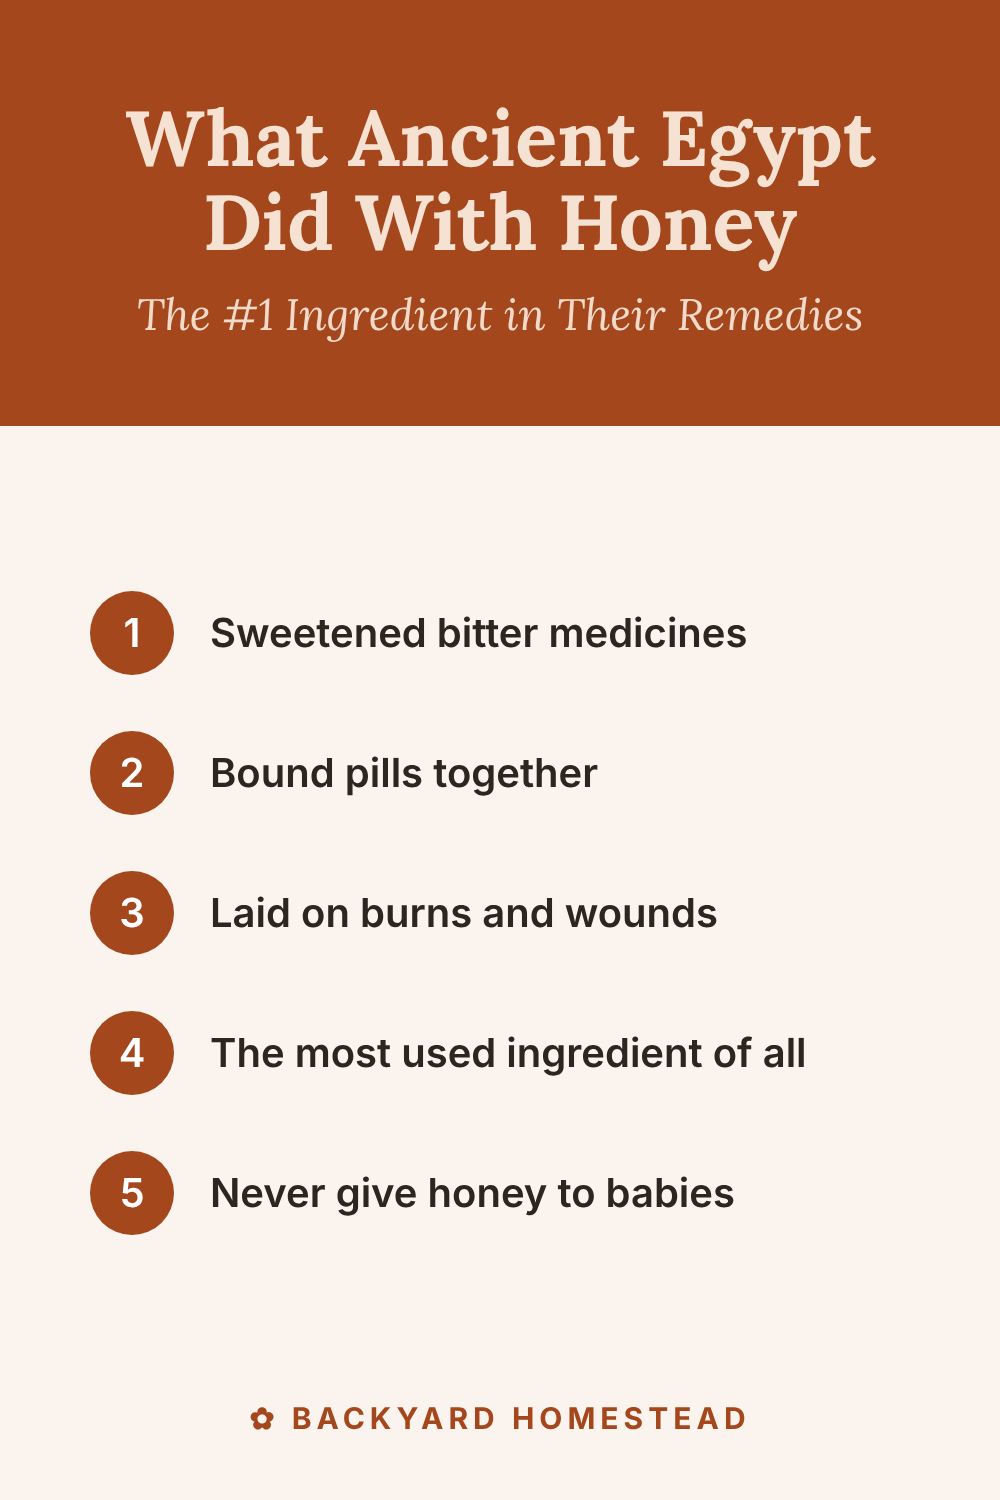 What Ancient Egypt
Did With Honey
The #1 Ingredient in Their Remedies
1 Sweetened bitter medicines
2 Bound pills together
3 Laid on burns and wounds
4 The most used ingredient of all
5 Never give honey to babies
✿ BACKYARD HOMESTEAD